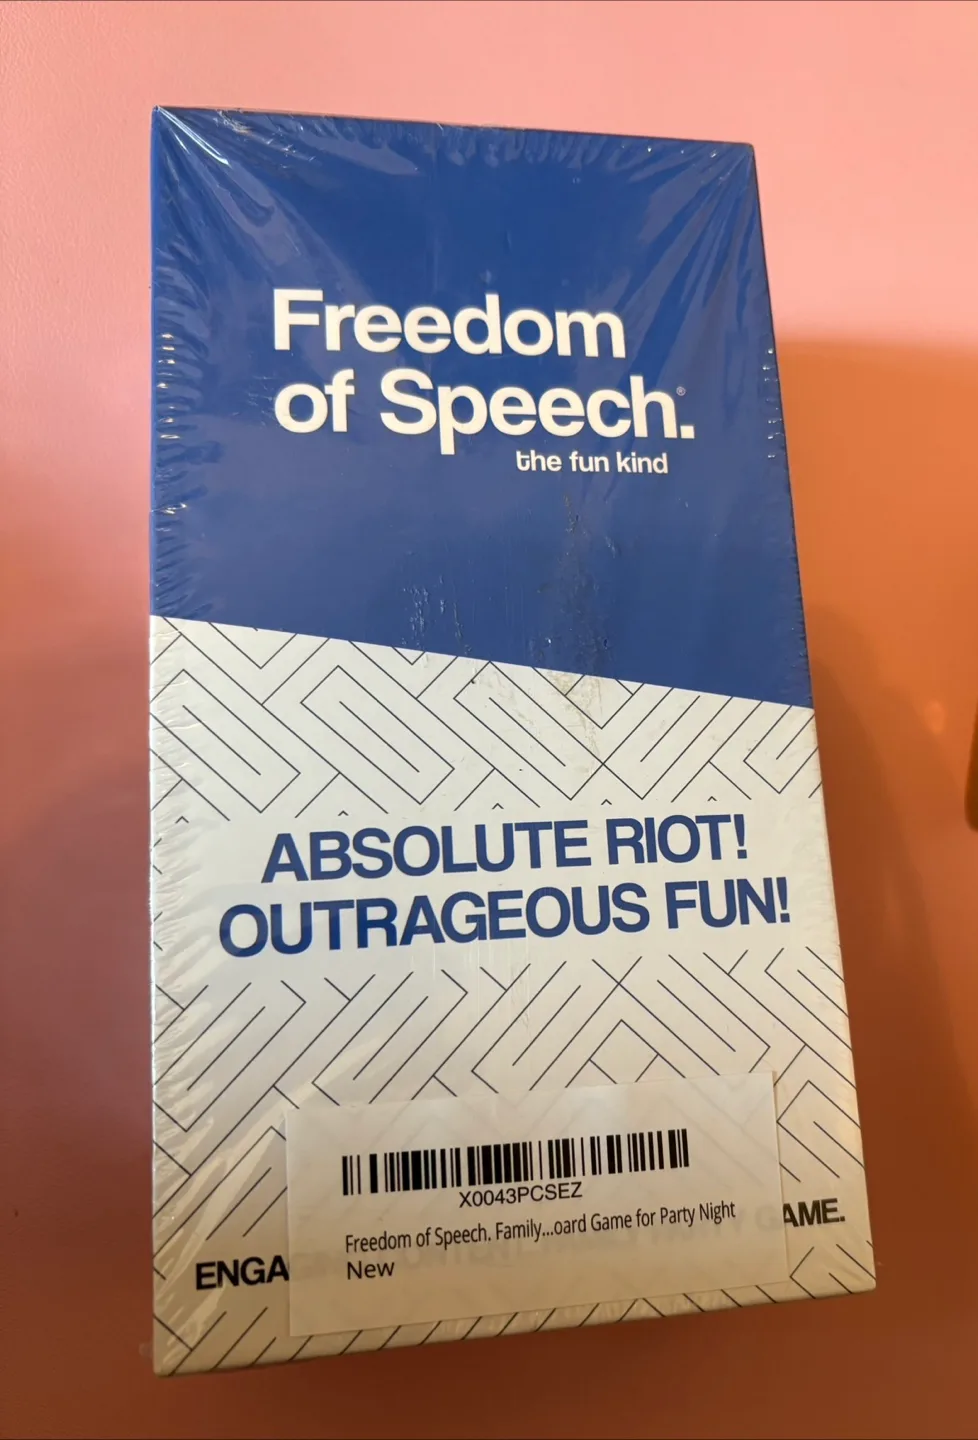 Freedom
of Speech.®
the fun kind
ABSOLUTE RIOT!
OUTRAGEOUS FUN!
X0043PCSEZ
Freedom of Speech. Family...oard Game for Party Night
New
ENGA
AME.